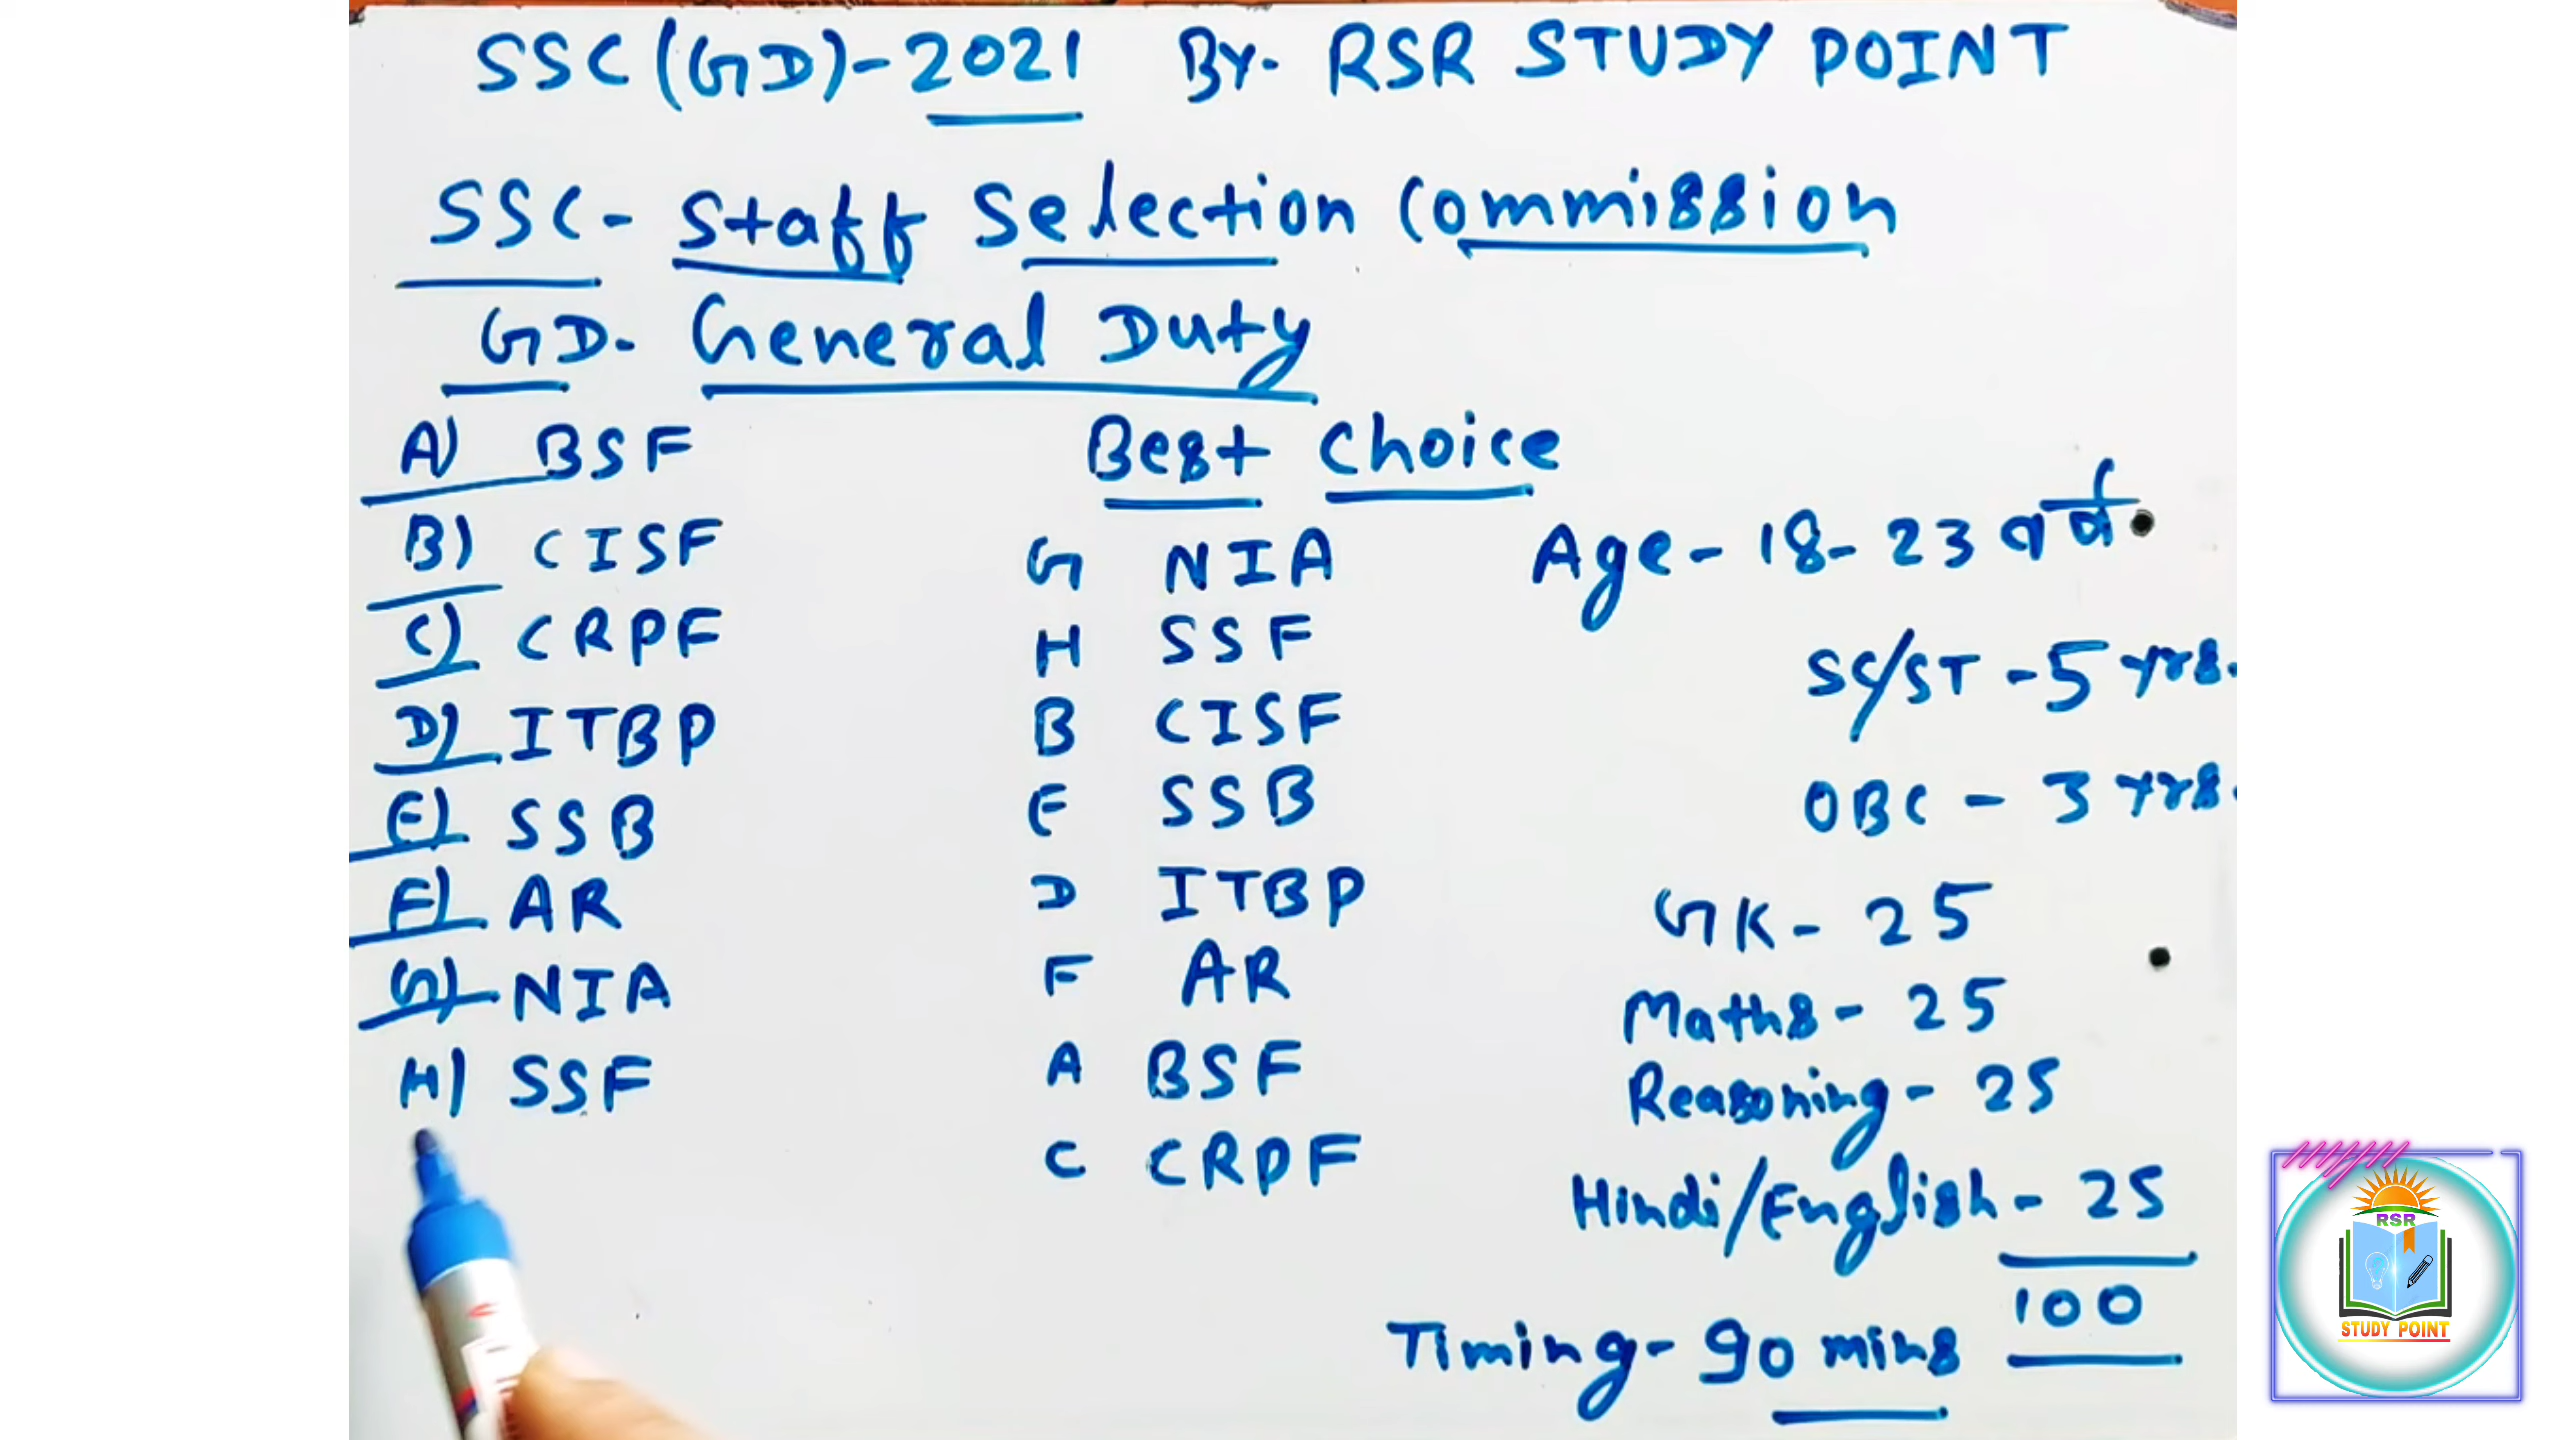 SSC (GD)-2021 BY- RSR STUDY POINT
SSC- Staff Selection Commission
GD- General Duty
A) BSF
B) CISF
C) CRPF
D) ITBP
E) SSB
F) AR
G) NIA
H) SSF
Best Choice
G NIA
H SSF
B CISF
E SSB
D ITBP
F AR
A BSF
C CRPF
Age- 18-23 वर्ष
SC/ST - 5 yrs.
OBC - 3 yrs.
GK- 25
Maths- 25
Reasoning- 25
Hindi/English- 25
100
Timing- 90 mins
RSR
STUDY POINT